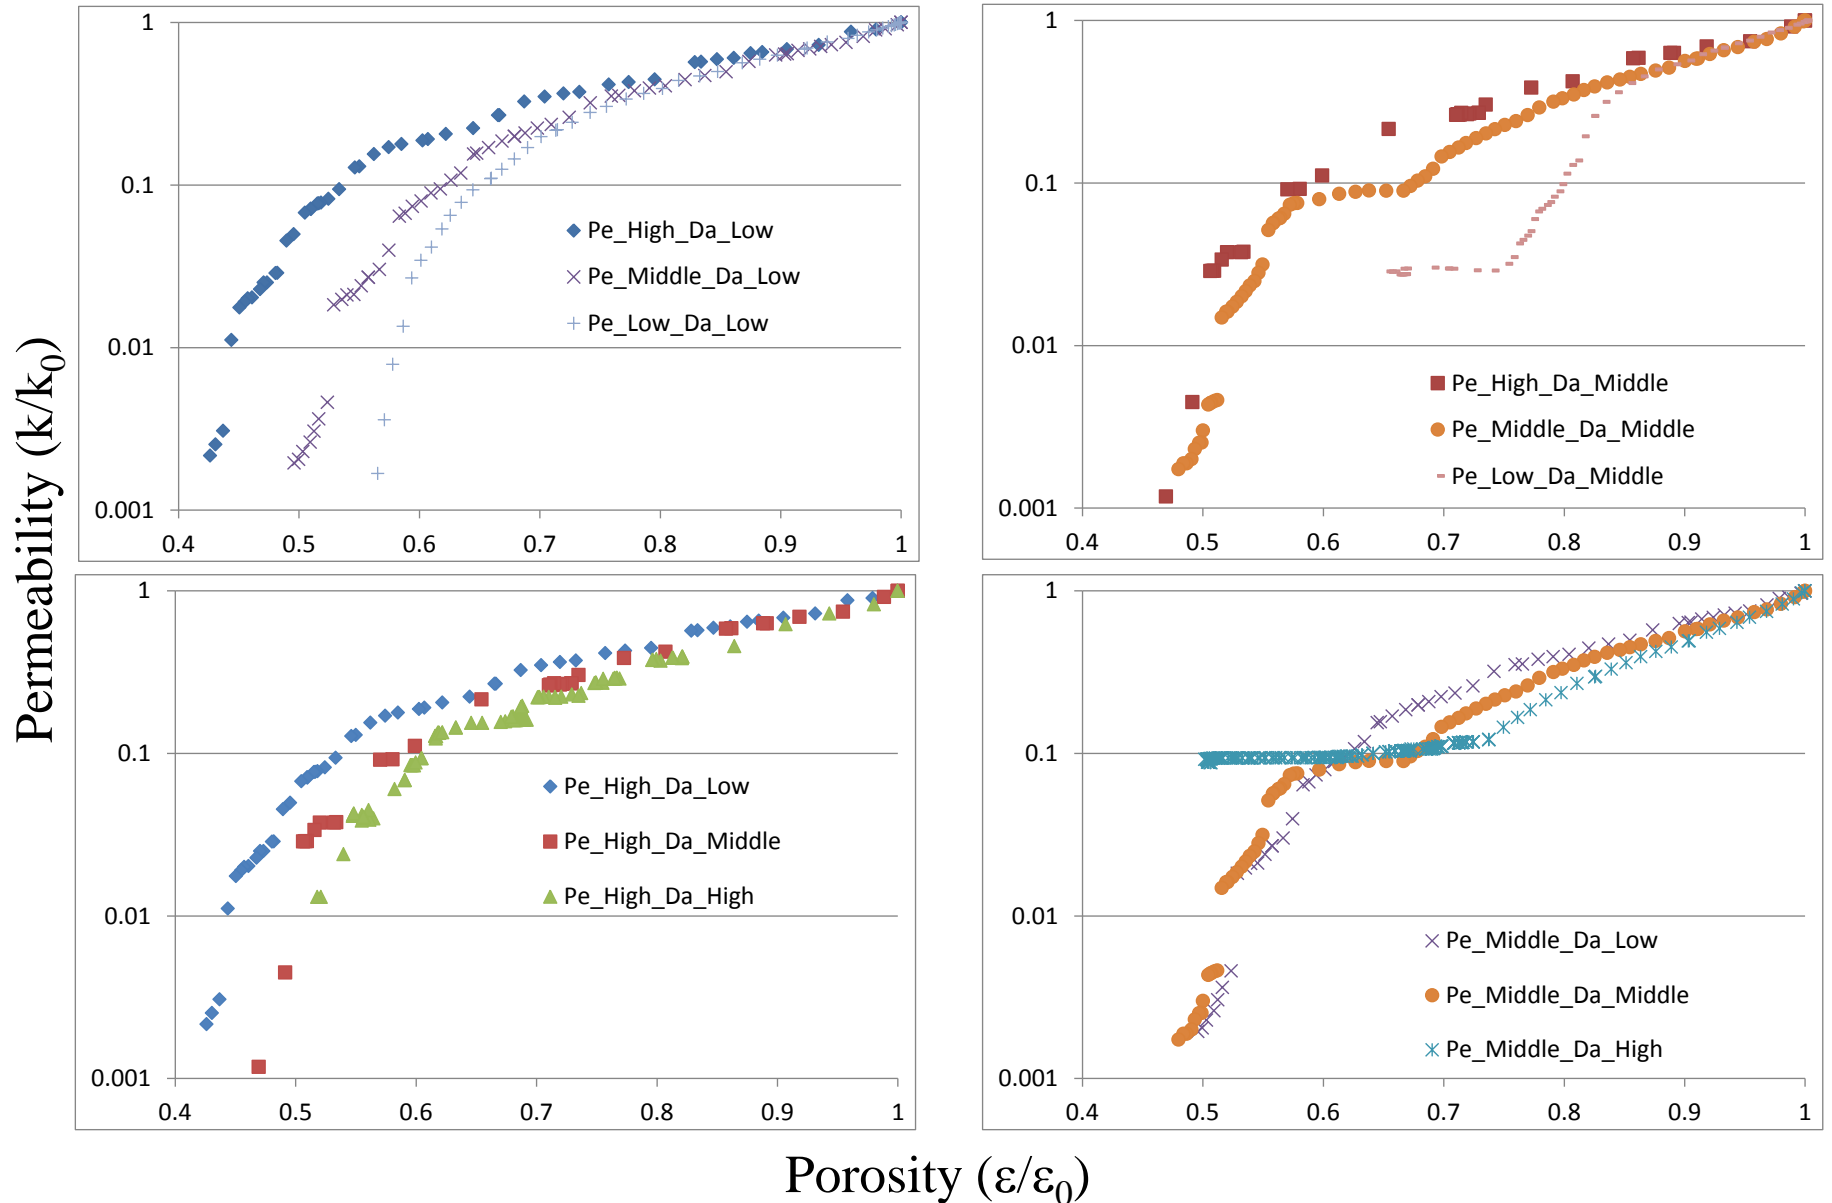 Permeability (k/k0)
1
0.1
0.01
0.001
0.4 0.5 0.6 0.7 0.8 0.9 1
Pe_High_Da_Low
Pe_Middle_Da_Low
Pe_Low_Da_Low
1
0.1
0.01
0.001
0.4 0.5 0.6 0.7 0.8 0.9 1
Pe_High_Da_Middle
Pe_Middle_Da_Middle
Pe_Low_Da_Middle
1
0.1
0.01
0.001
0.4 0.5 0.6 0.7 0.8 0.9 1
Pe_High_Da_Low
Pe_High_Da_Middle
Pe_High_Da_High
1
0.1
0.01
0.001
0.4 0.5 0.6 0.7 0.8 0.9 1
Pe_Middle_Da_Low
Pe_Middle_Da_Middle
Pe_Middle_Da_High
Porosity (ε/ε0)